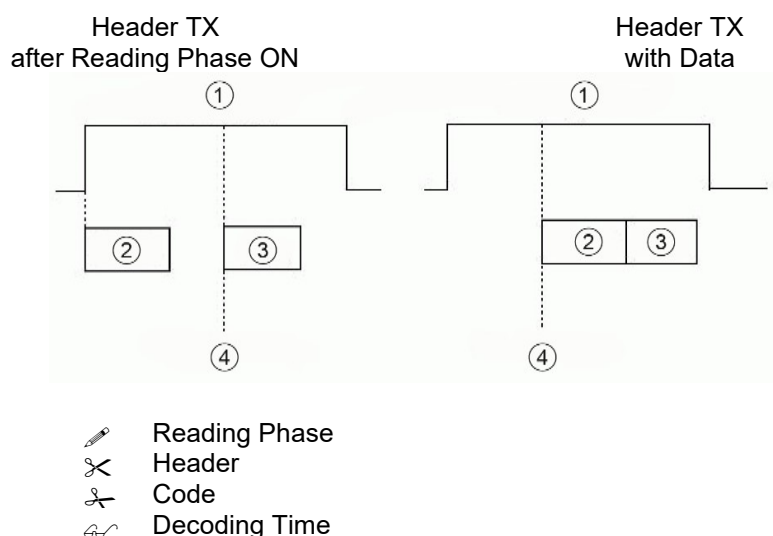 Header TX
after Reading Phase ON
Header TX
with Data
① ①
② ③ ② ③
④ ④
✏ Reading Phase
✂ Header
✁ Code
👓 Decoding Time